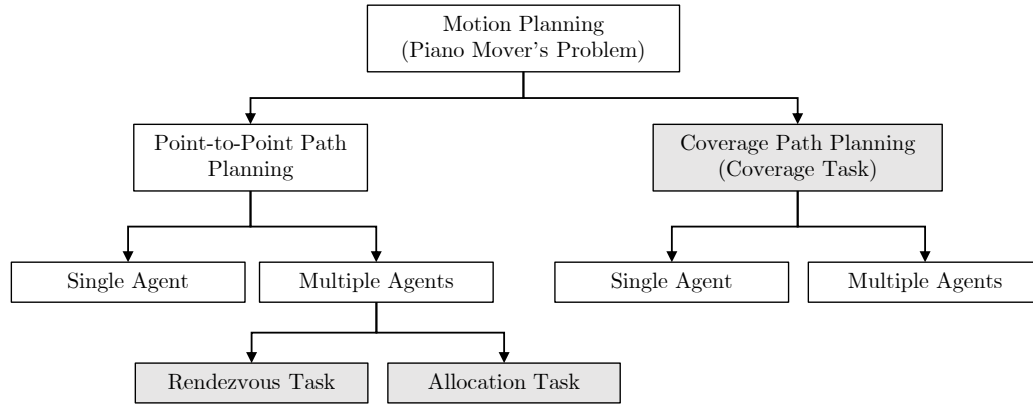 Motion Planning
(Piano Mover's Problem)
Point-to-Point Path
Planning
Coverage Path Planning
(Coverage Task)
Single Agent
Multiple Agents
Single Agent
Multiple Agents
Rendezvous Task
Allocation Task